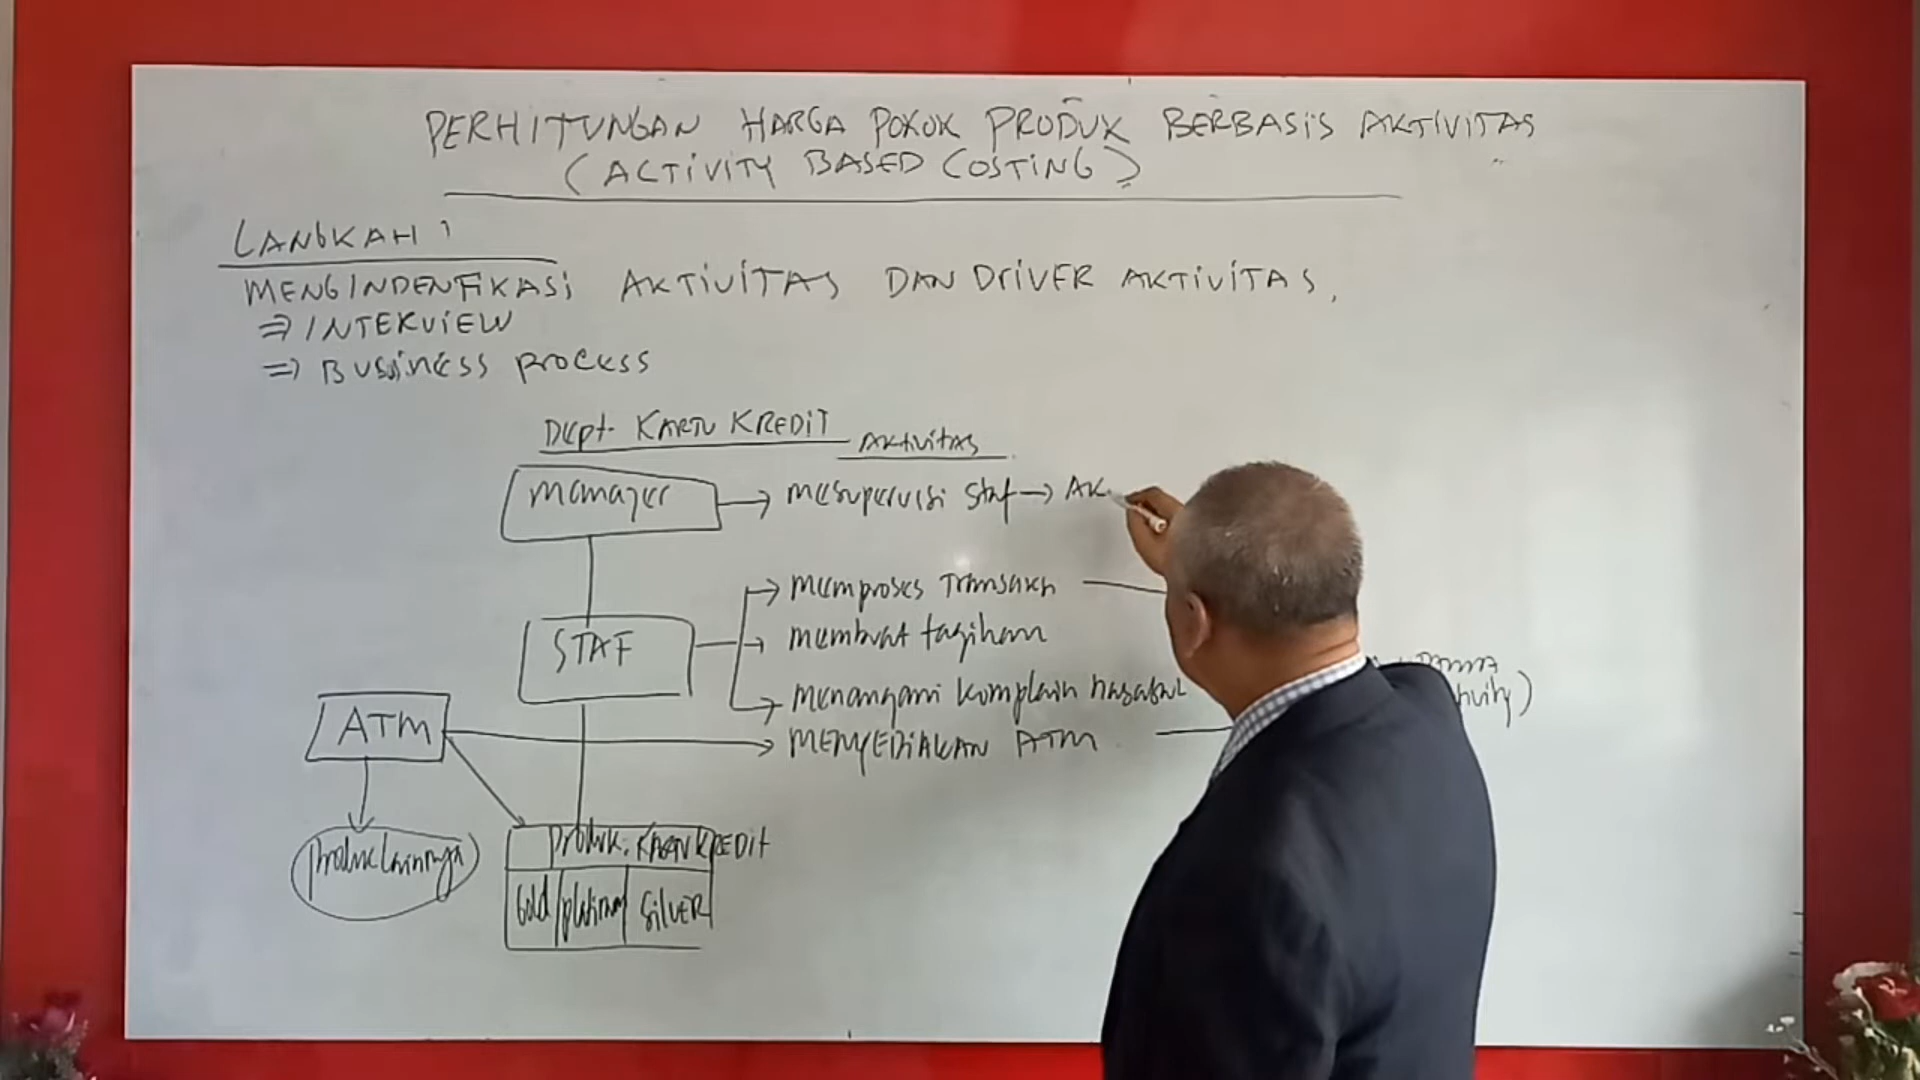 PERHITUNGAN HARGA POKOK PRODUK BERBASIS AKTIVITAS
(ACTIVITY BASED COSTING)
LANGKAH 1
MENGINDENFIKASI AKTIVITAS DAN DRIVER AKTIVITAS.
⇒ INTERVIEW
⇒ BUSINESS PROCESS
Dept. KARTU KREDIT
AKTIVITAS
Manajer → mesupervisi staf → AK
STAF → memproses Transaksi
→ membuat tagihan
→ Menangani komplain nasabah
ATM → MENYEDIAKAN ATM
Produk lainnya
Produk. KARTU KREDIT
Gold platinum SILVER